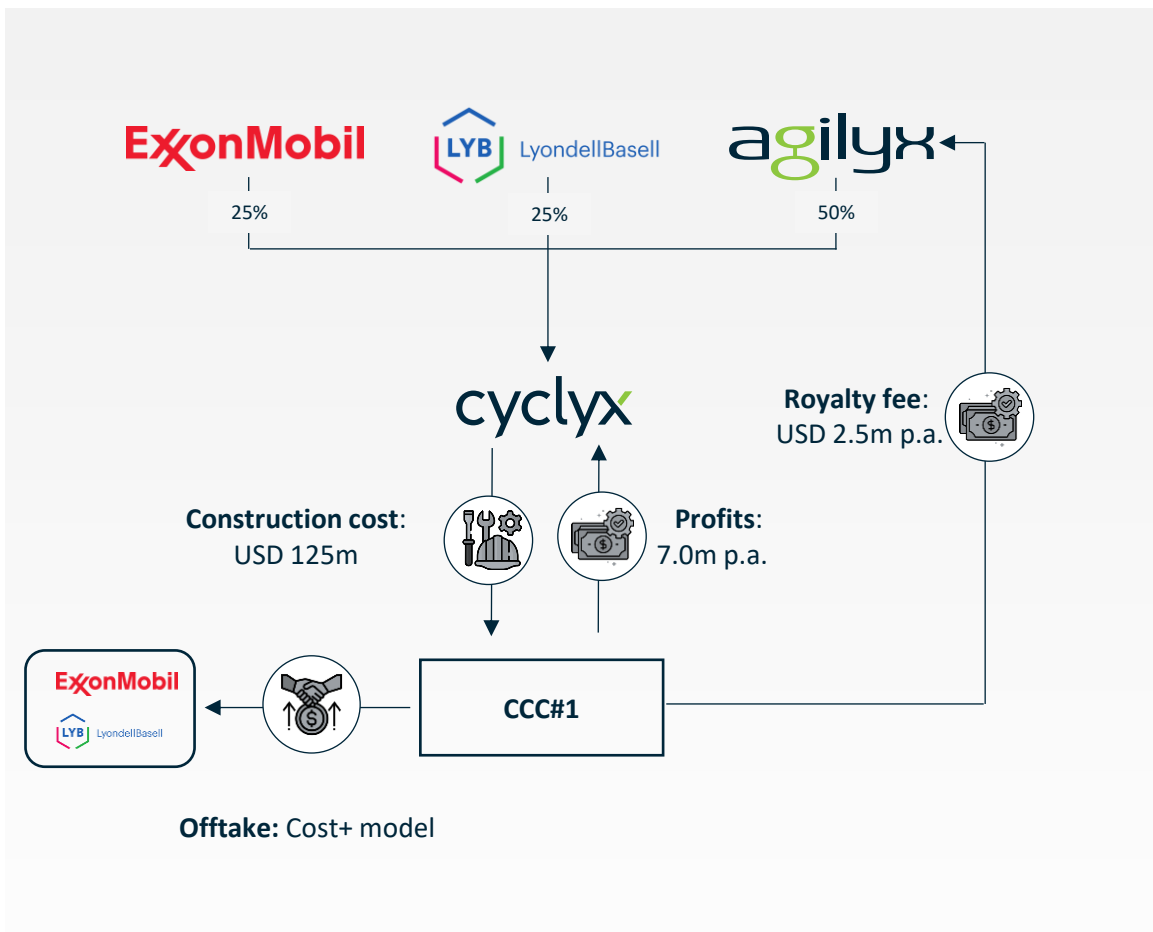 ExxonMobil
LYB LyondellBasell
agilyx
25%
25%
50%
cyclyx
Royalty fee:
USD 2.5m p.a.
Construction cost:
USD 125m
Profits:
7.0m p.a.
ExxonMobil
LYB LyondellBasell
CCC#1
Offtake: Cost+ model